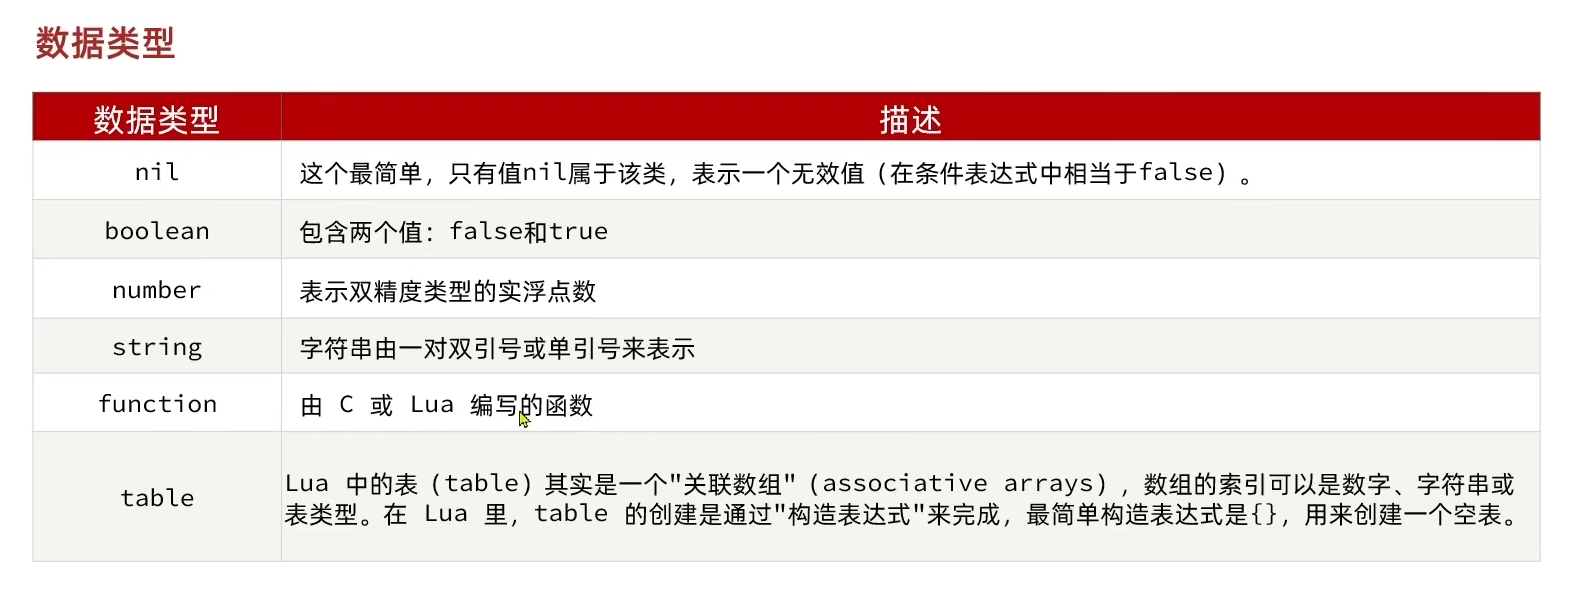 数据类型
数据类型 描述
nil 这个最简单，只有值nil属于该类，表示一个无效值（在条件表达式中相当于false）。
boolean 包含两个值：false和true
number 表示双精度类型的实浮点数
string 字符串由一对双引号或单引号来表示
function 由 C 或 Lua 编写的函数
table Lua 中的表（table）其实是一个"关联数组"（associative arrays），数组的索引可以是数字、字符串或
表类型。在 Lua 里，table 的创建是通过"构造表达式"来完成，最简单构造表达式是{}，用来创建一个空表。